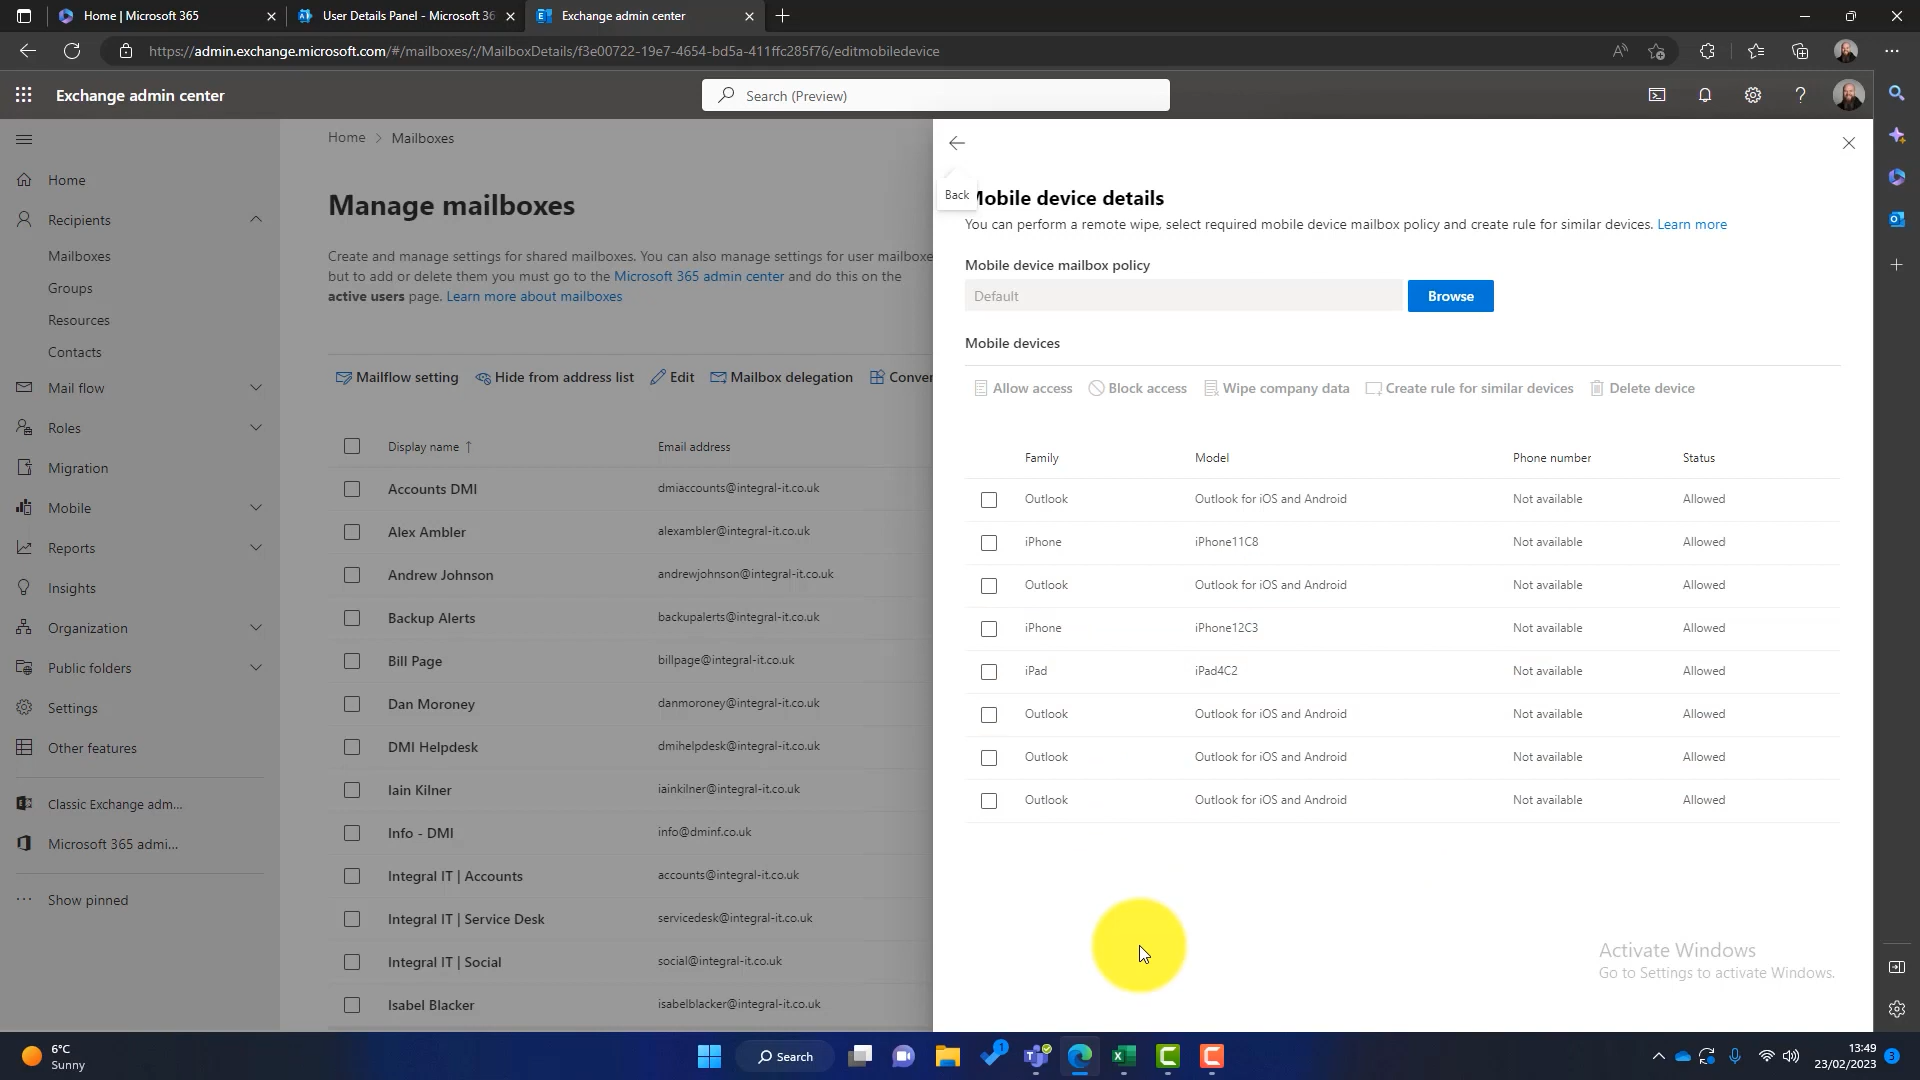 Home | Microsoft 365
User Details Panel - Microsoft 36
Exchange admin center
https://admin.exchange.microsoft.com/#/mailboxes/:/MailboxDetails/f3e00722-19e7-4654-bd5a-411ffc285f76/editmobiledevice
Exchange admin center
Search (Preview)
Home
Recipients
Mailboxes
Groups
Resources
Contacts
Mail flow
Roles
Migration
Mobile
Reports
Insights
Organization
Public folders
Settings
Other features
Classic Exchange adm...
Microsoft 365 admi...
Show pinned
Home > Mailboxes
Manage mailboxes
Create and manage settings for shared mailboxes. You can also manage settings for user mailboxe
but to add or delete them you must go to the Microsoft 365 admin center and do this on the
active users page. Learn more about mailboxes
Mailflow setting Hide from address list Edit Mailbox delegation Conver
Display name ↑ Email address
Accounts DMI dmiaccounts@integral-it.co.uk
Alex Ambler alexambler@integral-it.co.uk
Andrew Johnson andrewjohnson@integral-it.co.uk
Backup Alerts backupalerts@integral-it.co.uk
Bill Page billpage@integral-it.co.uk
Dan Moroney danmoroney@integral-it.co.uk
DMI Helpdesk dmihelpdesk@integral-it.co.uk
Iain Kilner iainkilner@integral-it.co.uk
Info - DMI info@dminf.co.uk
Integral IT | Accounts accounts@integral-it.co.uk
Integral IT | Service Desk servicedesk@integral-it.co.uk
Integral IT | Social social@integral-it.co.uk
Isabel Blacker isabelblacker@integral-it.co.uk
Back
Mobile device details
You can perform a remote wipe, select required mobile device mailbox policy and create rule for similar devices. Learn more
Mobile device mailbox policy
Default
Browse
Mobile devices
Allow access Block access Wipe company data Create rule for similar devices Delete device
Family Model Phone number Status
Outlook Outlook for iOS and Android Not available Allowed
iPhone iPhone11C8 Not available Allowed
Outlook Outlook for iOS and Android Not available Allowed
iPhone iPhone12C3 Not available Allowed
iPad iPad4C2 Not available Allowed
Outlook Outlook for iOS and Android Not available Allowed
Outlook Outlook for iOS and Android Not available Allowed
Outlook Outlook for iOS and Android Not available Allowed
Activate Windows
Go to Settings to activate Windows.
6°C
Sunny
Search
1
13:49
23/02/2023
3